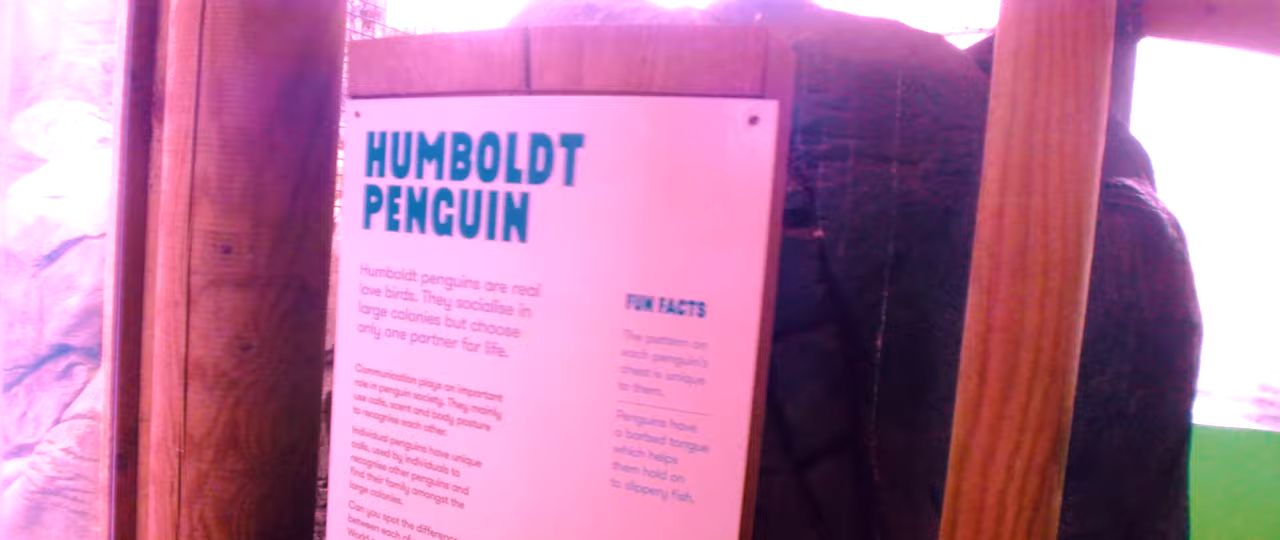 HUMBOLDT
PENGUIN
Humboldt penguins are real
love birds. They socialise in
large colonies but choose
only one partner for life.
Communication plays an important
role in penguin society. They mainly
use calls, scent and body posture
to recognise each other.
Individual penguins have unique
calls, used by individuals to
recognise other penguins and
find their family amongst the
large colonies.
Can you spot the
between each of
FUN FACTS
The pattern on
each penguin's
chest is unique
to them.
Penguins have
a barbed tongue
which helps
them hold on
to slippery fish.